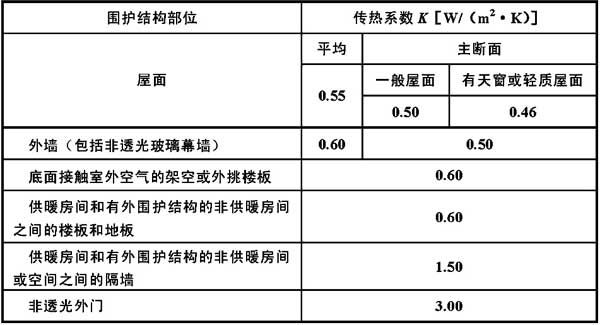 围护结构部位 传热系数 K [W/(m²·K)]
屋面 平均 主断面
0.55 一般屋面 有天窗或轻质屋面
0.50 0.46
外墙（包括非透光玻璃幕墙） 0.60 0.50
底面接触室外空气的架空或外挑楼板 0.60
供暖房间和有外围护结构的非供暖房间
之间的楼板和地板 0.60
供暖房间和有外围护结构的非供暖房间
或空间之间的隔墙 1.50
非透光外门 3.00